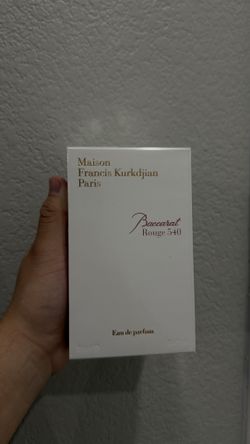 Maison
Francis Kurkdjian
Paris
Baccarat
Rouge 540
Eau de parfum